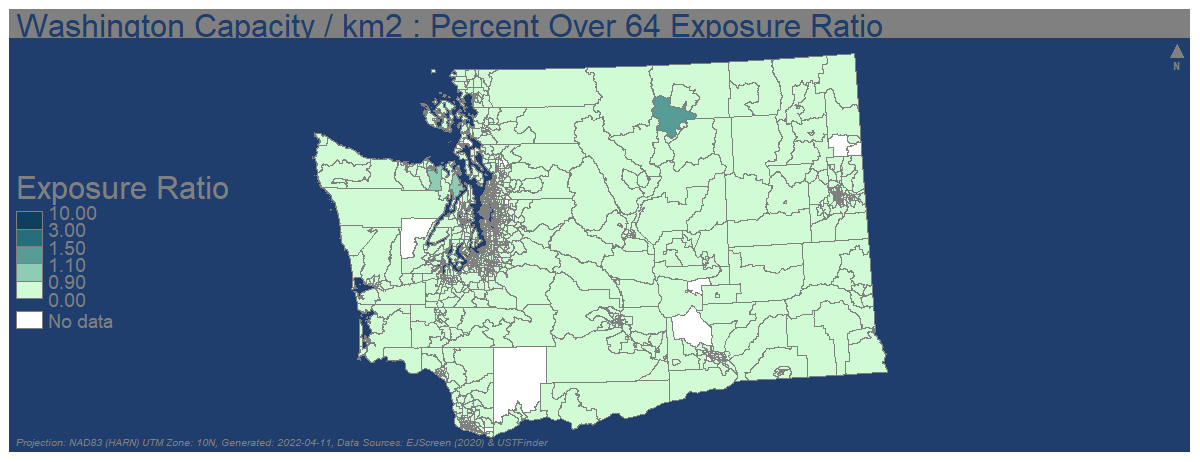 Washington Capacity / km2 : Percent Over 64 Exposure Ratio
N
Exposure Ratio
10.00
3.00
1.50
1.10
0.90
0.00
No data
Projection: NAD83 (HARN) UTM Zone: 10N, Generated: 2022-04-11, Data Sources: EJScreen (2020) & USTFinder